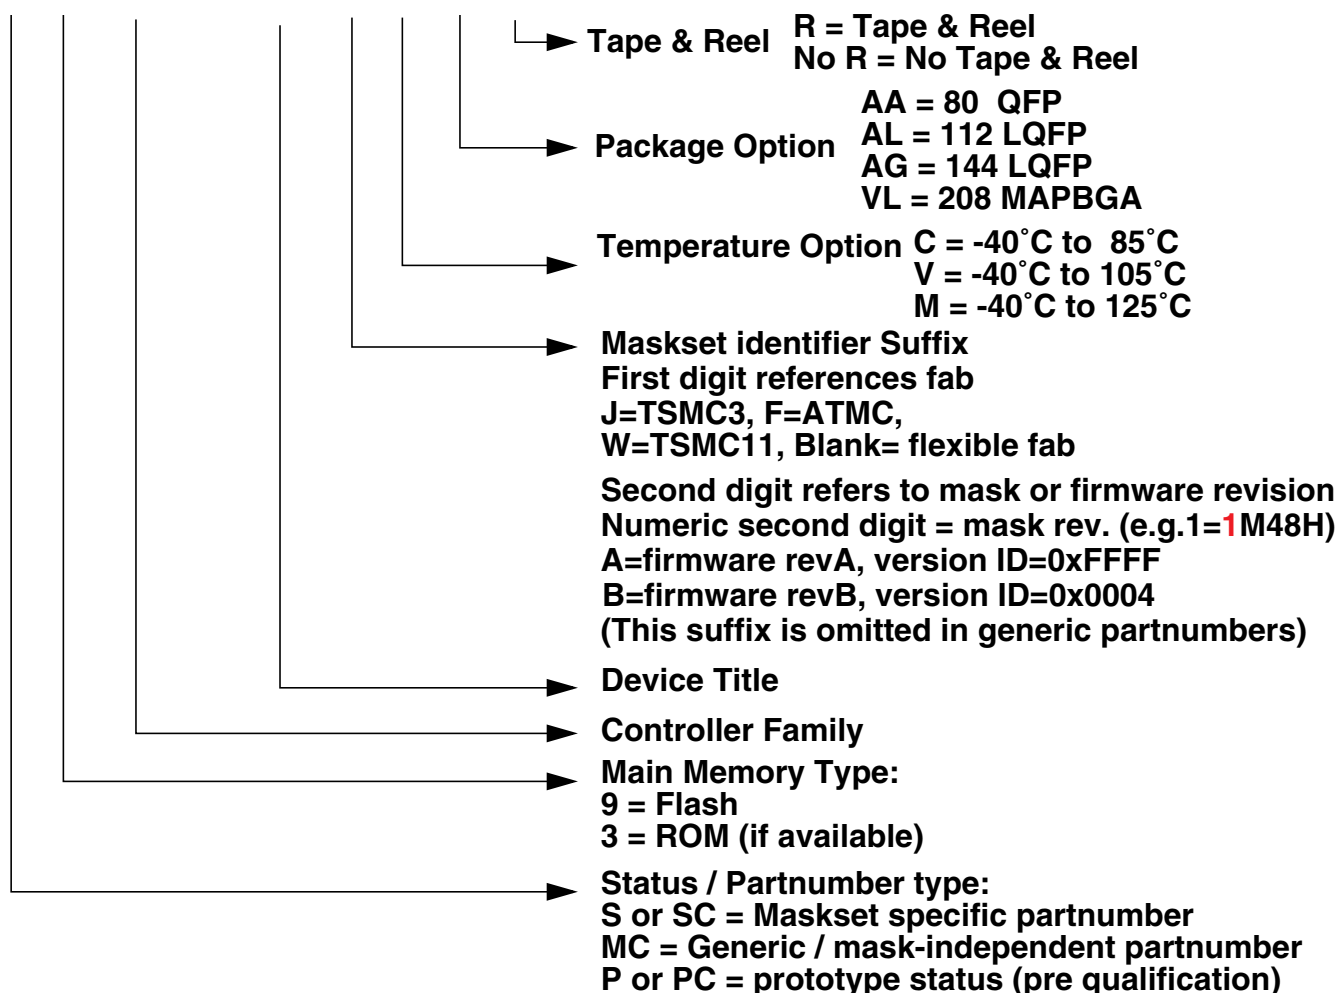 Tape & Reel
R = Tape & Reel
No R = No Tape & Reel
Package Option
AA = 80 QFP
AL = 112 LQFP
AG = 144 LQFP
VL = 208 MAPBGA
Temperature Option
C = -40˚C to 85˚C
V = -40˚C to 105˚C
M = -40˚C to 125˚C
Maskset identifier Suffix
First digit references fab
J=TSMC3, F=ATMC,
W=TSMC11, Blank= flexible fab
Second digit refers to mask or firmware revision
Numeric second digit = mask rev. (e.g.1=1M48H)
A=firmware revA, version ID=0xFFFF
B=firmware revB, version ID=0x0004
(This suffix is omitted in generic partnumbers)
Device Title
Controller Family
Main Memory Type:
9 = Flash
3 = ROM (if available)
Status / Partnumber type:
S or SC = Maskset specific partnumber
MC = Generic / mask-independent partnumber
P or PC = prototype status (pre qualification)